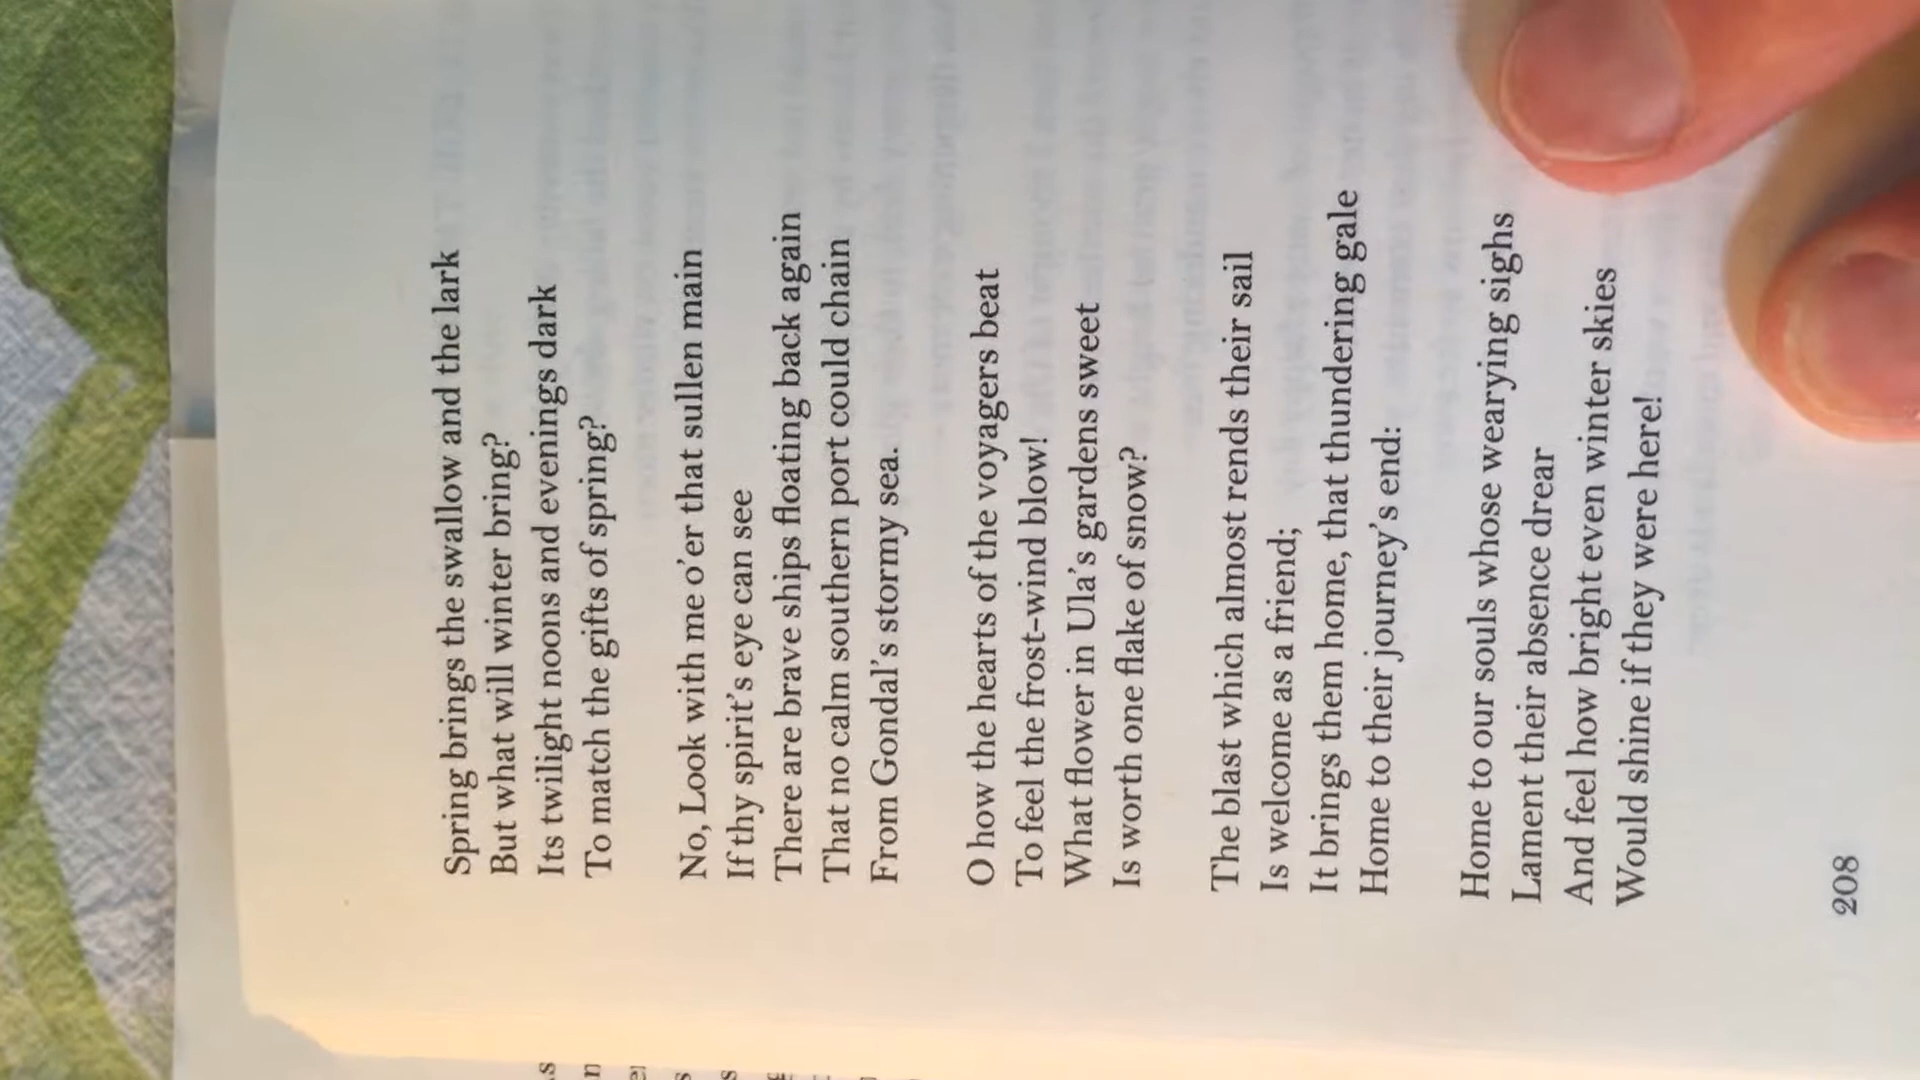 Spring brings the swallow and the lark
But what will winter bring?
Its twilight noons and evenings dark
To match the gifts of spring?
No, Look with me o'er that sullen main
If thy spirit's eye can see
There are brave ships floating back again
That no calm southern port could chain
From Gondal's stormy sea.
O how the hearts of the voyagers beat
To feel the frost-wind blow!
What flower in Ula's gardens sweet
Is worth one flake of snow?
The blast which almost rends their sail
Is welcome as a friend;
It brings them home, that thundering gale
Home to their journey's end:
Home to our souls whose wearying sighs
Lament their absence drear
And feel how bright even winter skies
Would shine if they were here!
208